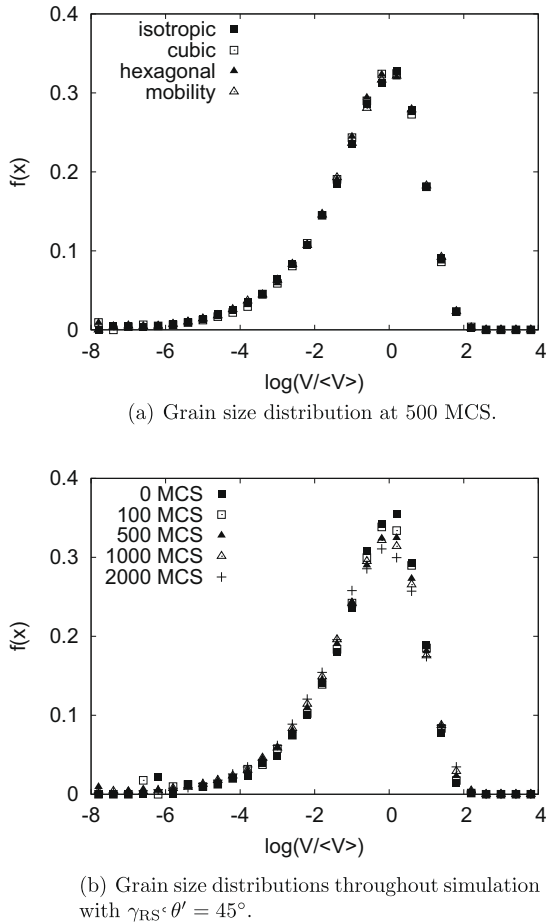 isotropic
cubic
hexagonal
mobility
0.4
0.3
0.2
0.1
0
f(x)
-8 -6 -4 -2 0 2 4
log(V/<V>)
(a) Grain size distribution at 500 MCS.
0 MCS
100 MCS
500 MCS
1000 MCS
2000 MCS
0.4
0.3
0.2
0.1
0
f(x)
-8 -6 -4 -2 0 2 4
log(V/<V>)
(b) Grain size distributions throughout simulation
with γRS‘ θ′ = 45°.